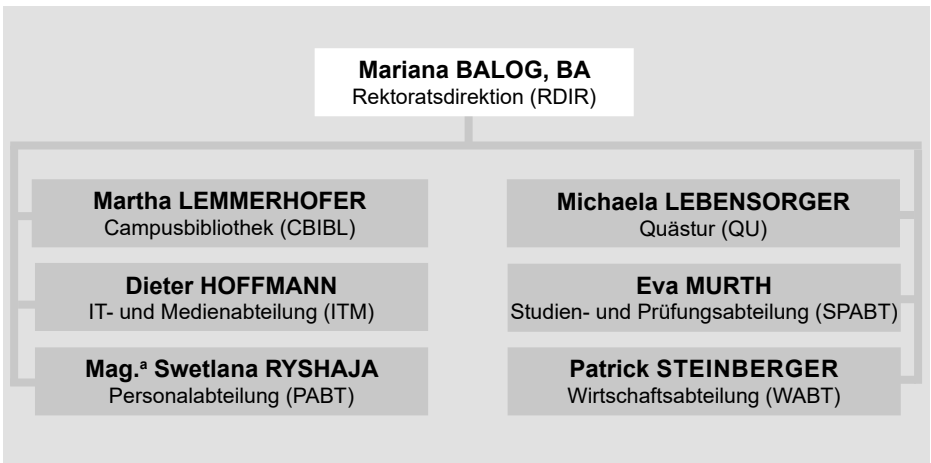 Mariana BALOG, BA
Rektoratsdirektion (RDIR)
Martha LEMMERHOFER
Campusbibliothek (CBIBL)
Dieter HOFFMANN
IT- und Medienabteilung (ITM)
Mag.ª Swetlana RYSHAJA
Personalabteilung (PABT)
Michaela LEBENSORGER
Quästur (QU)
Eva MURTH
Studien- und Prüfungsabteilung (SPABT)
Patrick STEINBERGER
Wirtschaftsabteilung (WABT)